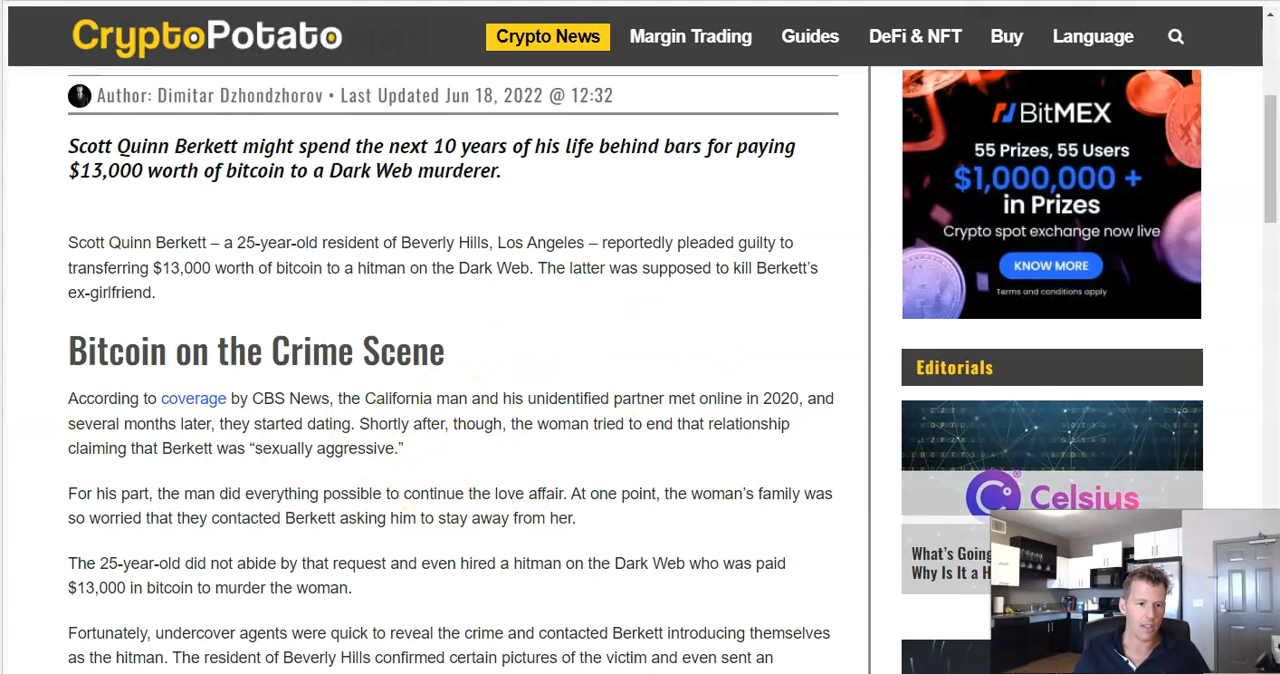 CryptoPotato
Crypto News
Margin Trading
Guides
DeFi & NFT
Buy
Language
Author: Dimitar Dzhondzhorov • Last Updated Jun 18, 2022 @ 12:32
Scott Quinn Berkett might spend the next 10 years of his life behind bars for paying
$13,000 worth of bitcoin to a Dark Web murderer.
Scott Quinn Berkett – a 25-year-old resident of Beverly Hills, Los Angeles – reportedly pleaded guilty to
transferring $13,000 worth of bitcoin to a hitman on the Dark Web. The latter was supposed to kill Berkett's
ex-girlfriend.
Bitcoin on the Crime Scene
According to coverage by CBS News, the California man and his unidentified partner met online in 2020, and
several months later, they started dating. Shortly after, though, the woman tried to end that relationship
claiming that Berkett was “sexually aggressive.”
For his part, the man did everything possible to continue the love affair. At one point, the woman's family was
so worried that they contacted Berkett asking him to stay away from her.
The 25-year-old did not abide by that request and even hired a hitman on the Dark Web who was paid
$13,000 in bitcoin to murder the woman.
Fortunately, undercover agents were quick to reveal the crime and contacted Berkett introducing themselves
as the hitman. The resident of Beverly Hills confirmed certain pictures of the victim and even sent an
BitMEX
55 Prizes, 55 Users
$1,000,000 +
in Prizes
Crypto spot exchange now live
KNOW MORE
Terms and conditions apply
Editorials
Celsius
What's Going
Why Is it a H